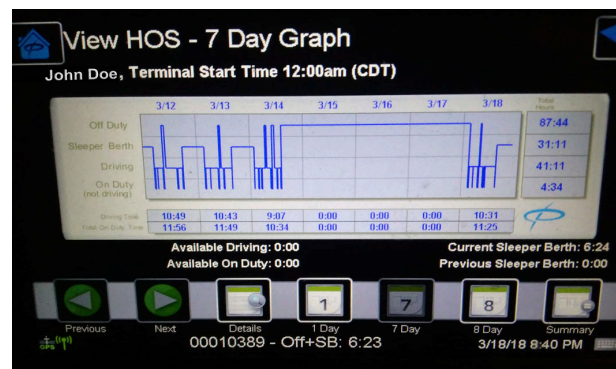 View HOS - 7 Day Graph
John Doe, Terminal Start Time 12:00am (CDT)
3/12 3/13 3/14 3/15 3/16 3/17 3/18 Total Hours
Off Duty 87:44
Sleeper Berth 31:11
Driving 41:11
On Duty (not driving) 4:34
Driving Time 10:49 10:43 9:07 0:00 0:00 0:00 10:31
Total On Duty Time 11:56 11:49 10:34 0:00 0:00 0:00 11:25
Available Driving: 0:00 Current Sleeper Berth: 6:24
Available On Duty: 0:00 Previous Sleeper Berth: 0:00
1 7 8
Previous Next Details 1 Day 7 Day 8 Day Summary
GPS 00010389 - Off+SB: 6:23 3/18/18 8:40 PM